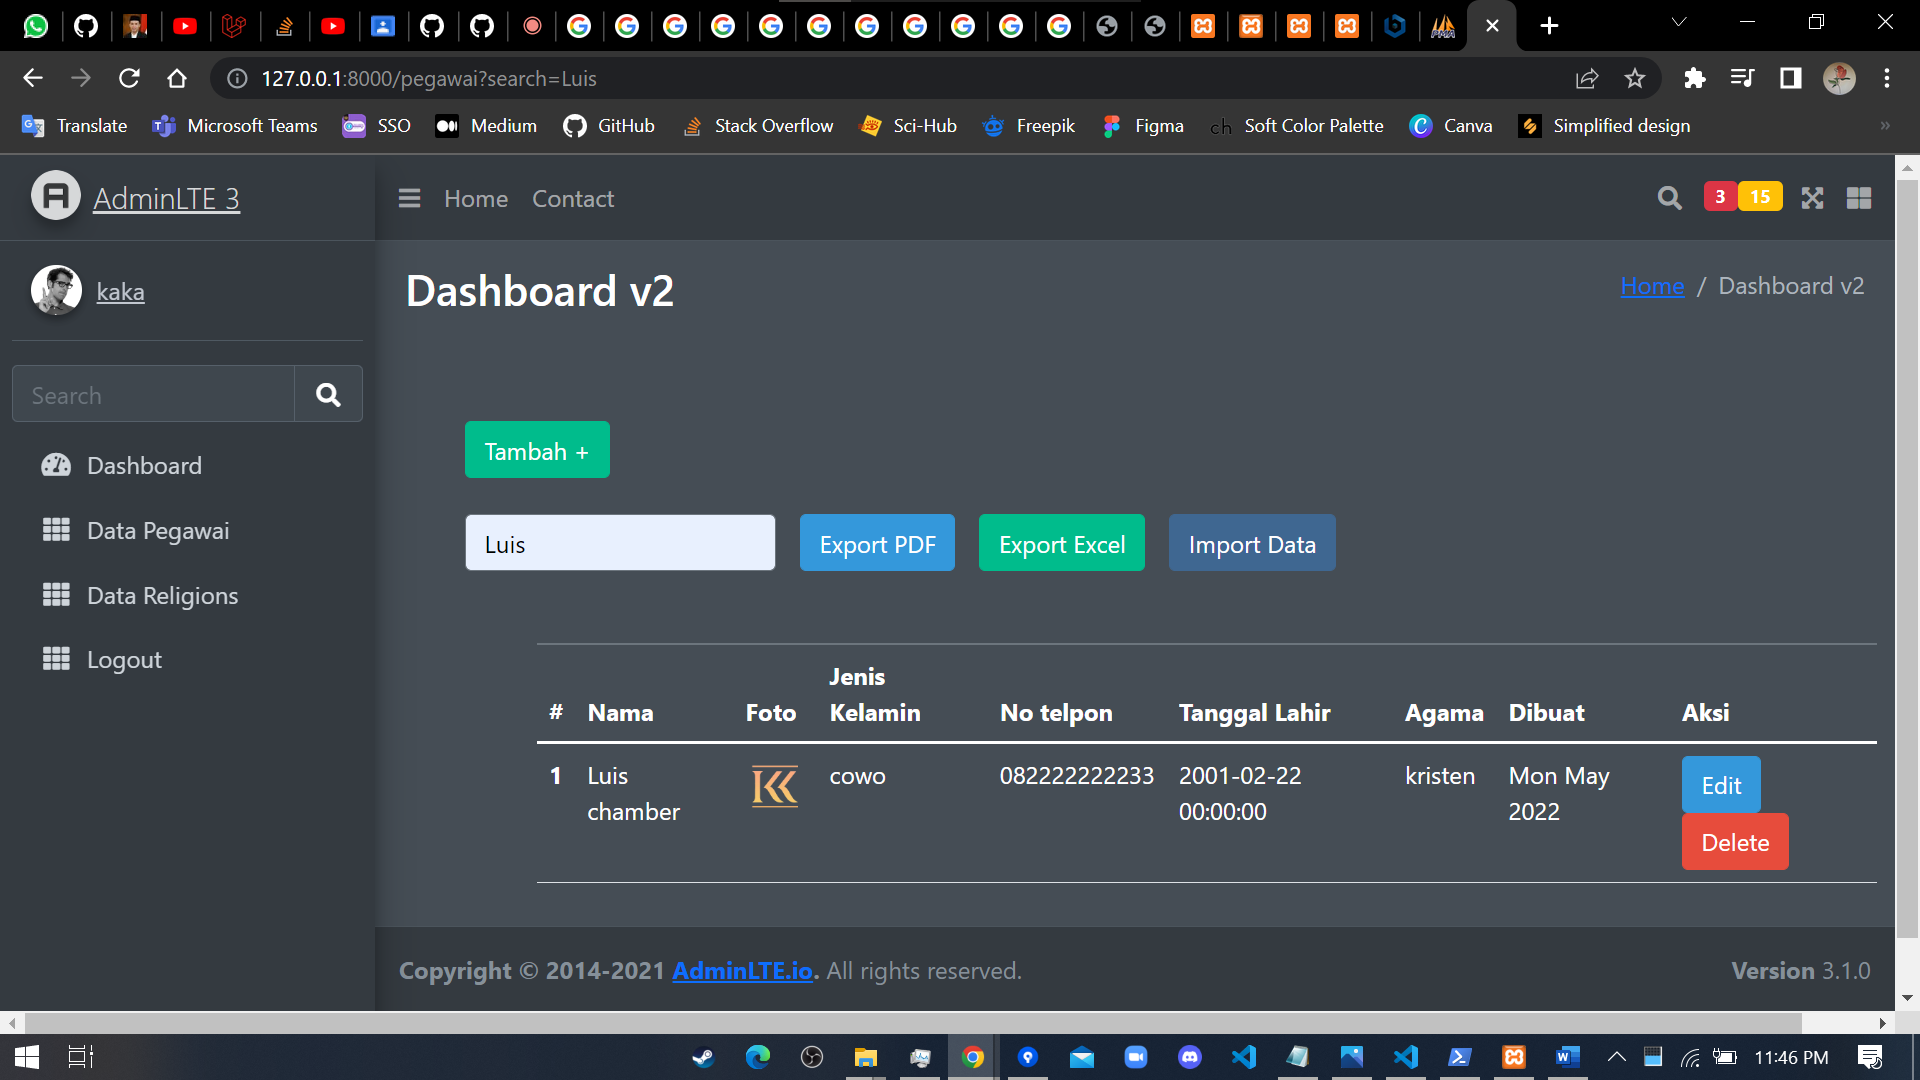 127.0.0.1:8000/pegawai?search=Luis
Translate Microsoft Teams SSO Medium GitHub Stack Overflow Sci-Hub Freepik Figma ch Soft Color Palette Canva Simplified design »
AdminLTE 3
Home Contact
3 15
kaka
Dashboard v2
Home / Dashboard v2
Search
Dashboard
Data Pegawai
Data Religions
Logout
Tambah +
Luis Export PDF Export Excel Import Data
# Nama Foto Jenis Kelamin No telpon Tanggal Lahir Agama Dibuat Aksi
1 Luis chamber KK cowo 082222222233 2001-02-22 00:00:00 kristen Mon May 2022 Edit
Delete
Copyright © 2014-2021 AdminLTE.io. All rights reserved.
Version 3.1.0
11:46 PM